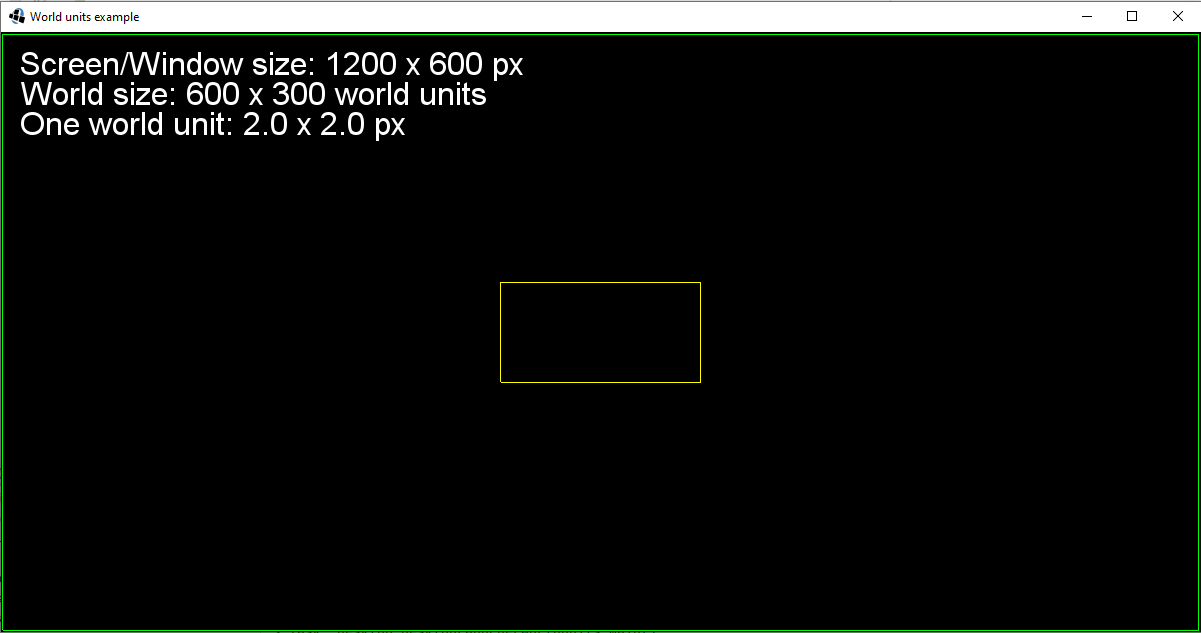 World units example
Screen/Window size: 1200 x 600 px
World size: 600 x 300 world units
One world unit: 2.0 x 2.0 px